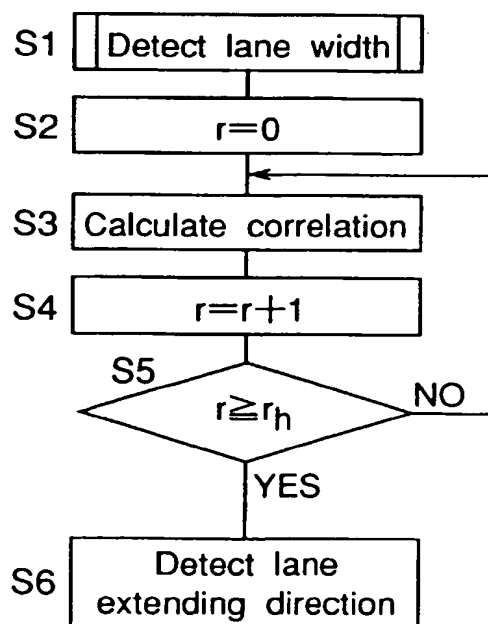 S1 Detect lane width
S2 r=0
S3 Calculate correlation
S4 r=r+1
S5
r≧rh NO
YES
S6 Detect lane
extending direction